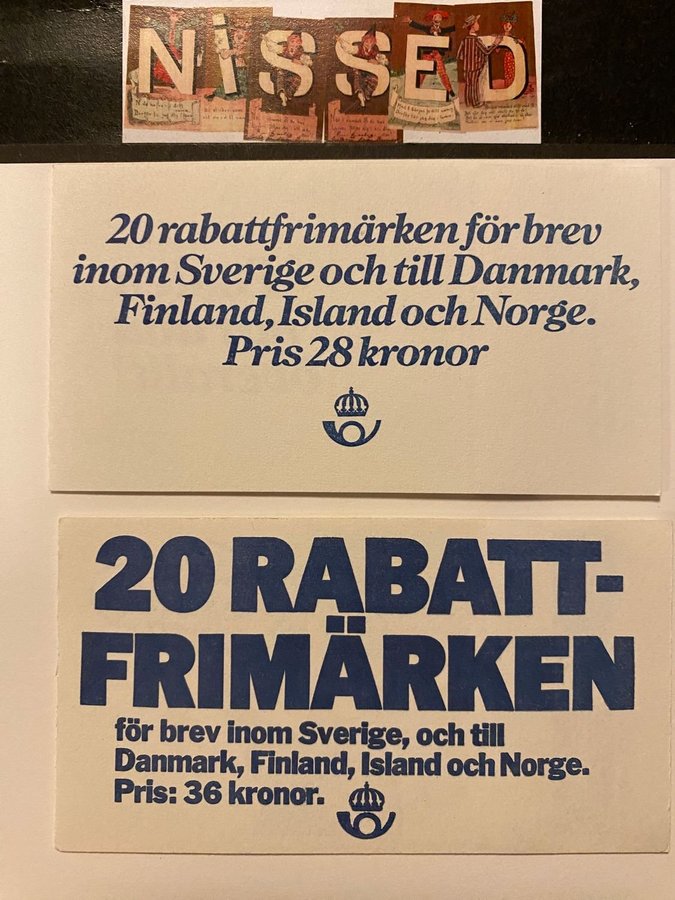 NiSSED
20 rabattfrimärken för brev
inom Sverige och till Danmark,
Finland, Island och Norge.
Pris 28 kronor
20 RABATT-
FRIMÄRKEN
för brev inom Sverige, och till
Danmark, Finland, Island och Norge.
Pris: 36 kronor.